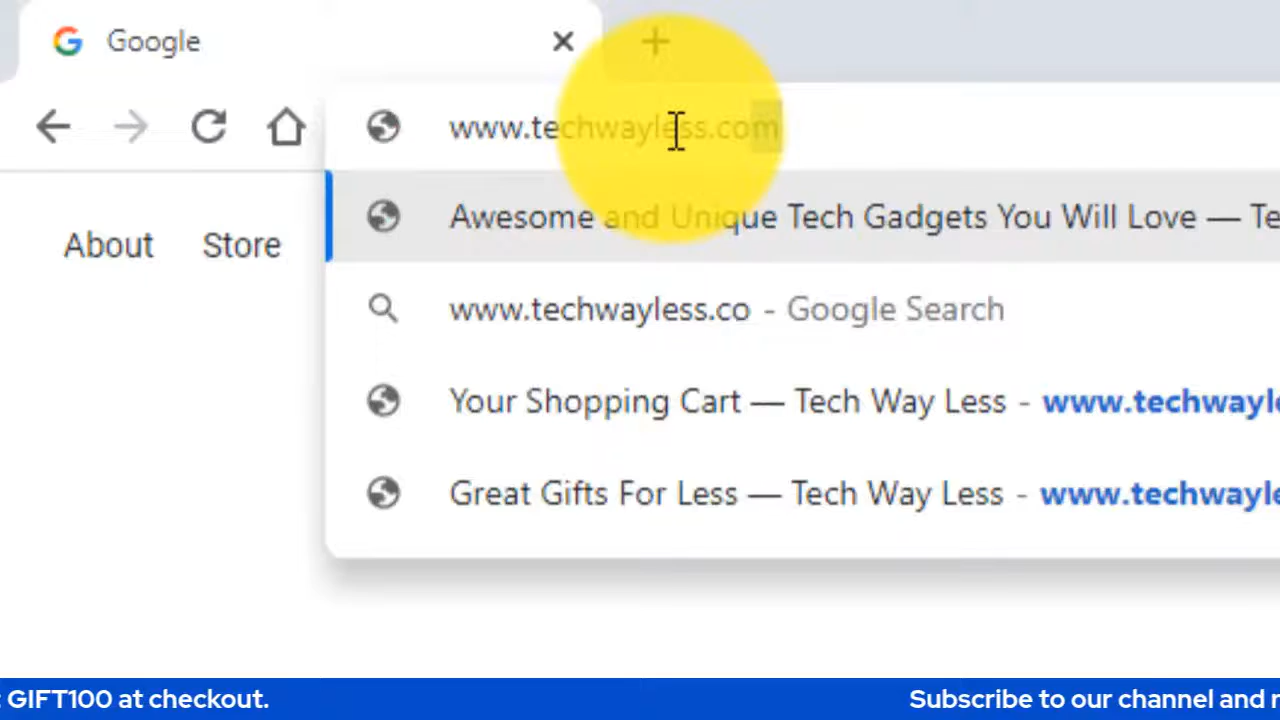 Google
www.techwayless.com
About Store
Awesome and Unique Tech Gadgets You Will Love — Te
www.techwayless.co - Google Search
Your Shopping Cart — Tech Way Less - www.techwayle
Great Gifts For Less — Tech Way Less - www.techwayle
: GIFT100 at checkout. Subscribe to our channel and r